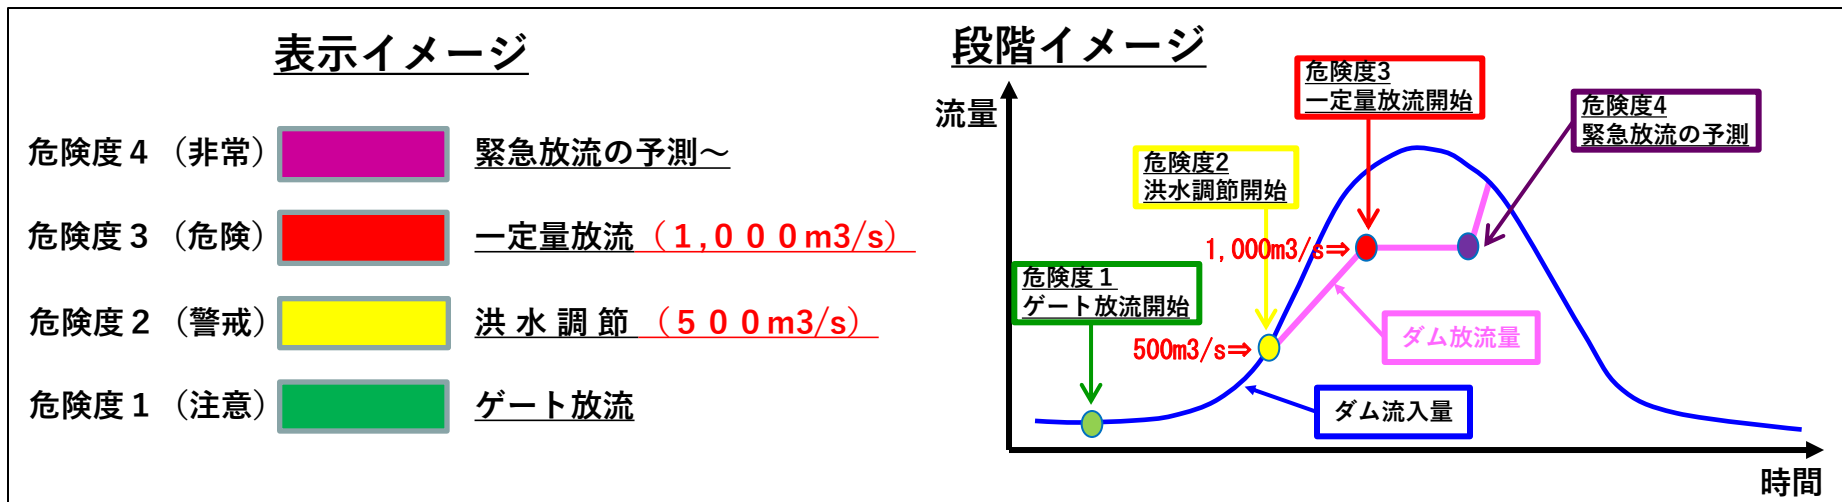 表示イメージ
危険度４（非常） 緊急放流の予測～
危険度３（危険） 一定量放流（１,０００m3/s）
危険度２（警戒） 洪 水 調 節 （５００m3/s）
危険度１（注意） ゲート放流
段階イメージ
流量
危険度3
一定量放流開始
危険度4
緊急放流の予測
危険度2
洪水調節開始
1,000m3/s⇒
危険度１
ゲート放流開始
500m3/s⇒
ダム放流量
ダム流入量
時間